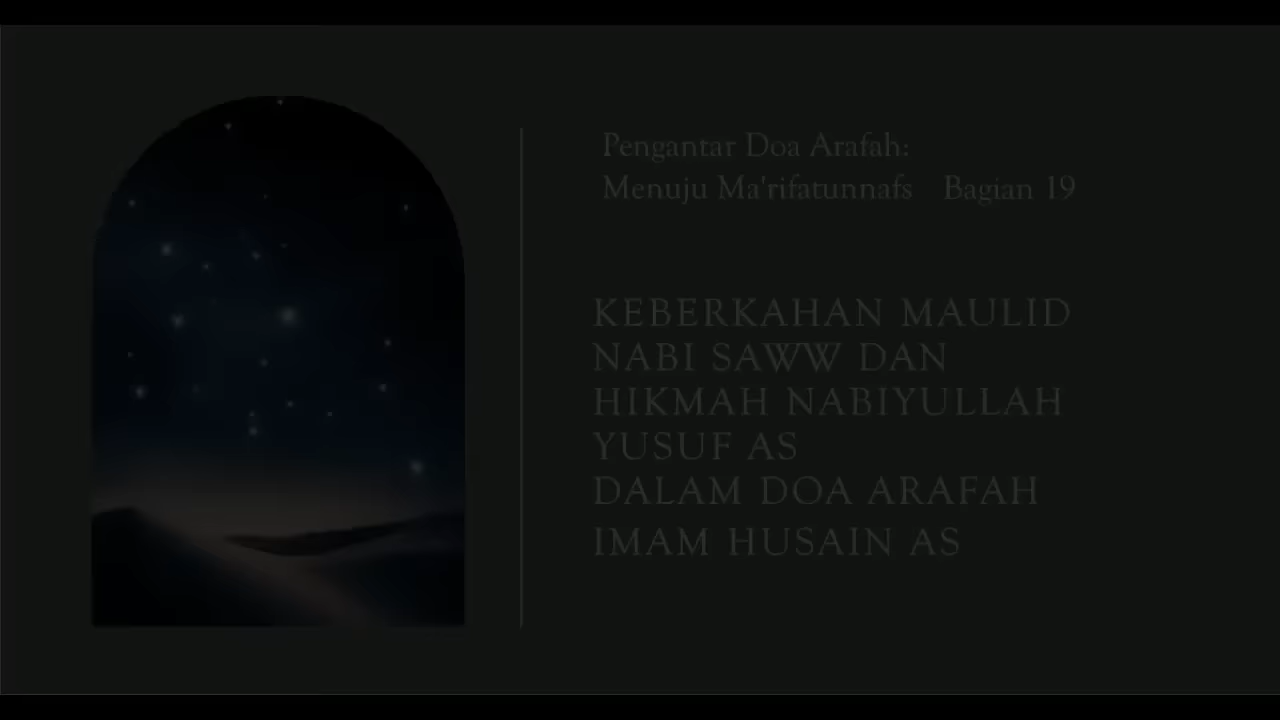 Pengantar Doa Arafah:
Menuju Ma'rifatunnafs Bagian 19
KEBERKAHAN MAULID
NABI SAWW DAN
HIKMAH NABIYULLAH
YUSUF AS
DALAM DOA ARAFAH
IMAM HUSAIN AS